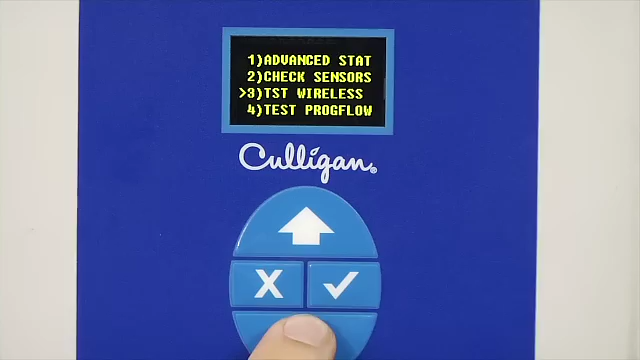 1)ADVANCED STAT
2)CHECK SENSORS
>3)TST WIRELESS
4)TEST PROGFLOW
Culligan®
X